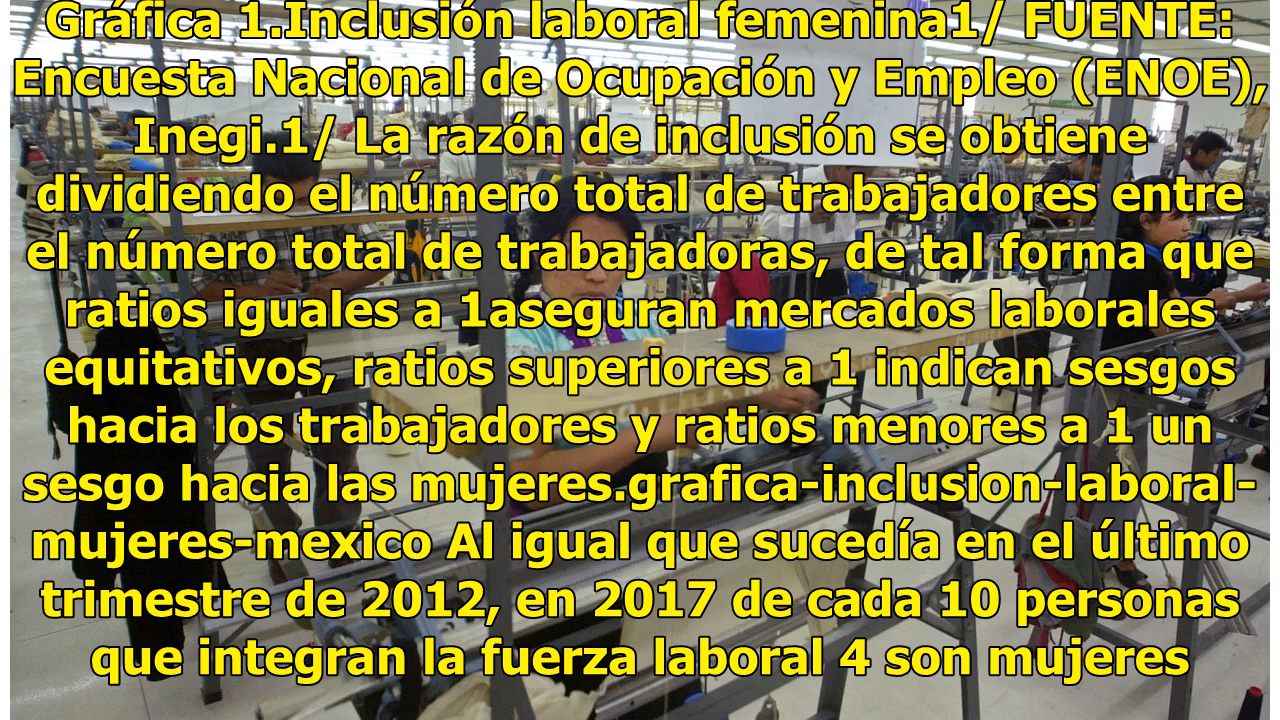 Gráfica 1.Inclusión laboral femenina1/ FUENTE:
Encuesta Nacional de Ocupación y Empleo (ENOE),
Inegi.1/ La razón de inclusión se obtiene
dividiendo el número total de trabajadores entre
el número total de trabajadoras, de tal forma que
ratios iguales a 1aseguran mercados laborales
equitativos, ratios superiores a 1 indican sesgos
hacia los trabajadores y ratios menores a 1 un
sesgo hacia las mujeres.grafica-inclusion-laboral-
mujeres-mexico Al igual que sucedía en el último
trimestre de 2012, en 2017 de cada 10 personas
que integran la fuerza laboral 4 son mujeres